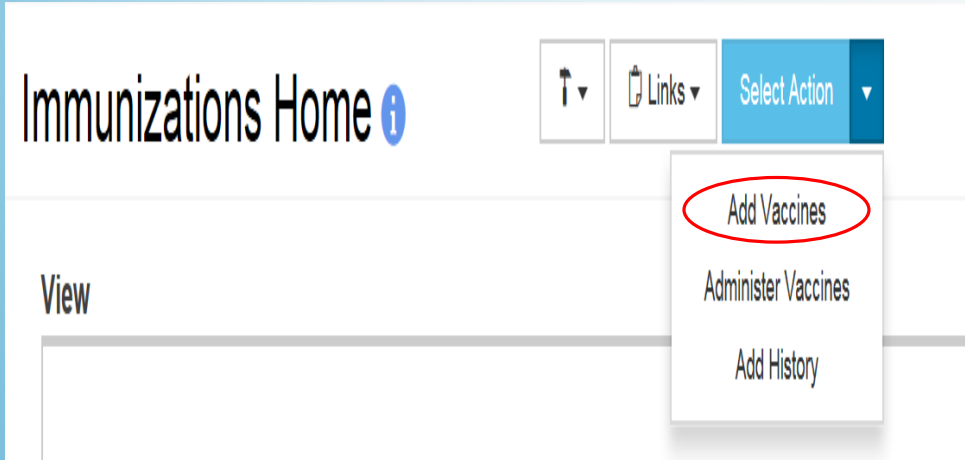 Immunizations Home
Links
Select Action
Add Vaccines
Administer Vaccines
Add History
View